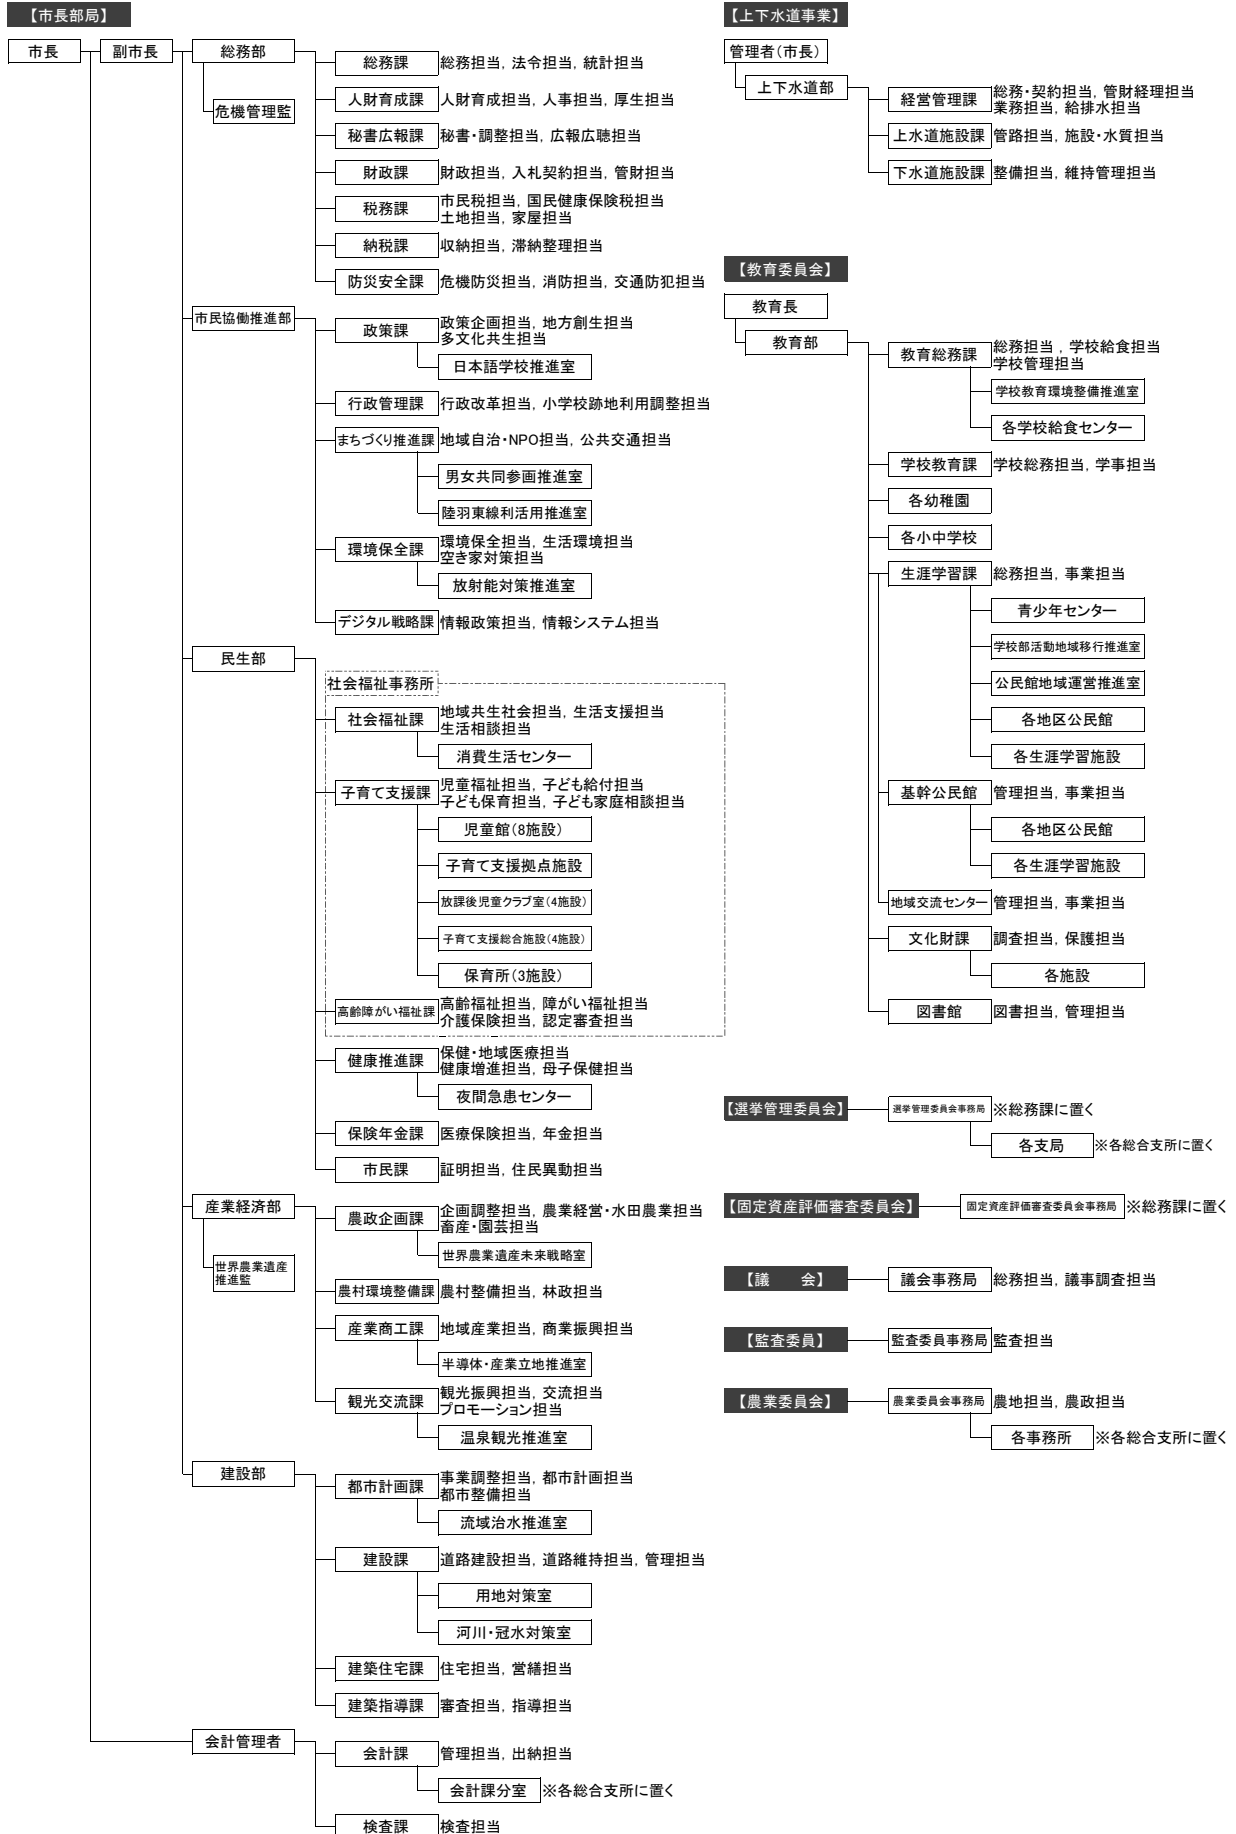 【市長部局】
市長
副市長
総務部
危機管理監
総務課
総務担当, 法令担当, 統計担当
人財育成課
人財育成担当, 人事担当, 厚生担当
秘書広報課
秘書・調整担当, 広報広聴担当
財政課
財政担当, 入札契約担当, 管財担当
税務課
市民税担当, 国民健康保険税担当
土地担当, 家屋担当
納税課
収納担当, 滞納整理担当
防災安全課
危機防災担当, 消防担当, 交通防犯担当
市民協働推進部
政策課
政策企画担当, 地方創生担当
多文化共生担当
日本語学校推進室
行政管理課
行政改革担当, 小学校跡地利用調整担当
まちづくり推進課
地域自治・NPO担当, 公共交通担当
男女共同参画推進室
陸羽東線利活用推進室
環境保全課
環境保全担当, 生活環境担当
空き家対策担当
放射能対策推進室
デジタル戦略課
情報政策担当, 情報システム担当
民生部
社会福祉事務所
社会福祉課
地域共生社会担当, 生活支援担当
生活相談担当
消費生活センター
子育て支援課
児童福祉担当, 子ども給付担当
子ども保育担当, 子ども家庭相談担当
児童館(8施設)
子育て支援拠点施設
放課後児童クラブ室(4施設)
子育て支援総合施設(4施設)
保育所(3施設)
高齢障がい福祉課
高齢福祉担当, 障がい福祉担当
介護保険担当, 認定審査担当
健康推進課
保健・地域医療担当
健康増進担当, 母子保健担当
夜間急患センター
保険年金課
医療保険担当, 年金担当
市民課
証明担当, 住民異動担当
産業経済部
世界農業遺産
推進監
農政企画課
企画調整担当, 農業経営・水田農業担当
畜産・園芸担当
世界農業遺産未来戦略室
農村環境整備課
農村整備担当, 林政担当
産業商工課
地域産業担当, 商業振興担当
半導体・産業立地推進室
観光交流課
観光振興担当, 交流担当
プロモーション担当
温泉観光推進室
建設部
都市計画課
事業調整担当, 都市計画担当
都市整備担当
流域治水推進室
建設課
道路建設担当, 道路維持担当, 管理担当
用地対策室
河川・冠水対策室
建築住宅課
住宅担当, 営繕担当
建築指導課
審査担当, 指導担当
会計管理者
会計課
管理担当, 出納担当
会計課分室
※各総合支所に置く
検査課
検査担当
【上下水道事業】
管理者(市長)
上下水道部
経営管理課
総務・契約担当, 管財経理担当
業務担当, 給排水担当
上水道施設課
管路担当, 施設・水質担当
下水道施設課
整備担当, 維持管理担当
【教育委員会】
教育長
教育部
教育総務課
総務担当 , 学校給食担当
学校管理担当
学校教育環境整備推進室
各学校給食センター
学校教育課
学校総務担当, 学事担当
各幼稚園
各小中学校
生涯学習課
総務担当, 事業担当
青少年センター
学校部活動地域移行推進室
公民館地域運営推進室
各地区公民館
各生涯学習施設
基幹公民館
管理担当, 事業担当
各地区公民館
各生涯学習施設
地域交流センター
管理担当, 事業担当
文化財課
調査担当, 保護担当
各施設
図書館
図書担当, 管理担当
【選挙管理委員会】
選挙管理委員会事務局
※総務課に置く
各支局
※各総合支所に置く
【固定資産評価審査委員会】
固定資産評価審査委員会事務局
※総務課に置く
【議　　会】
議会事務局
総務担当, 議事調査担当
【監査委員】
監査委員事務局
監査担当
【農業委員会】
農業委員会事務局
農地担当, 農政担当
各事務所
※各総合支所に置く